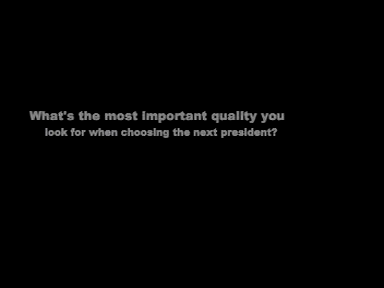 What's the most important quality you
look for when choosing the next president?